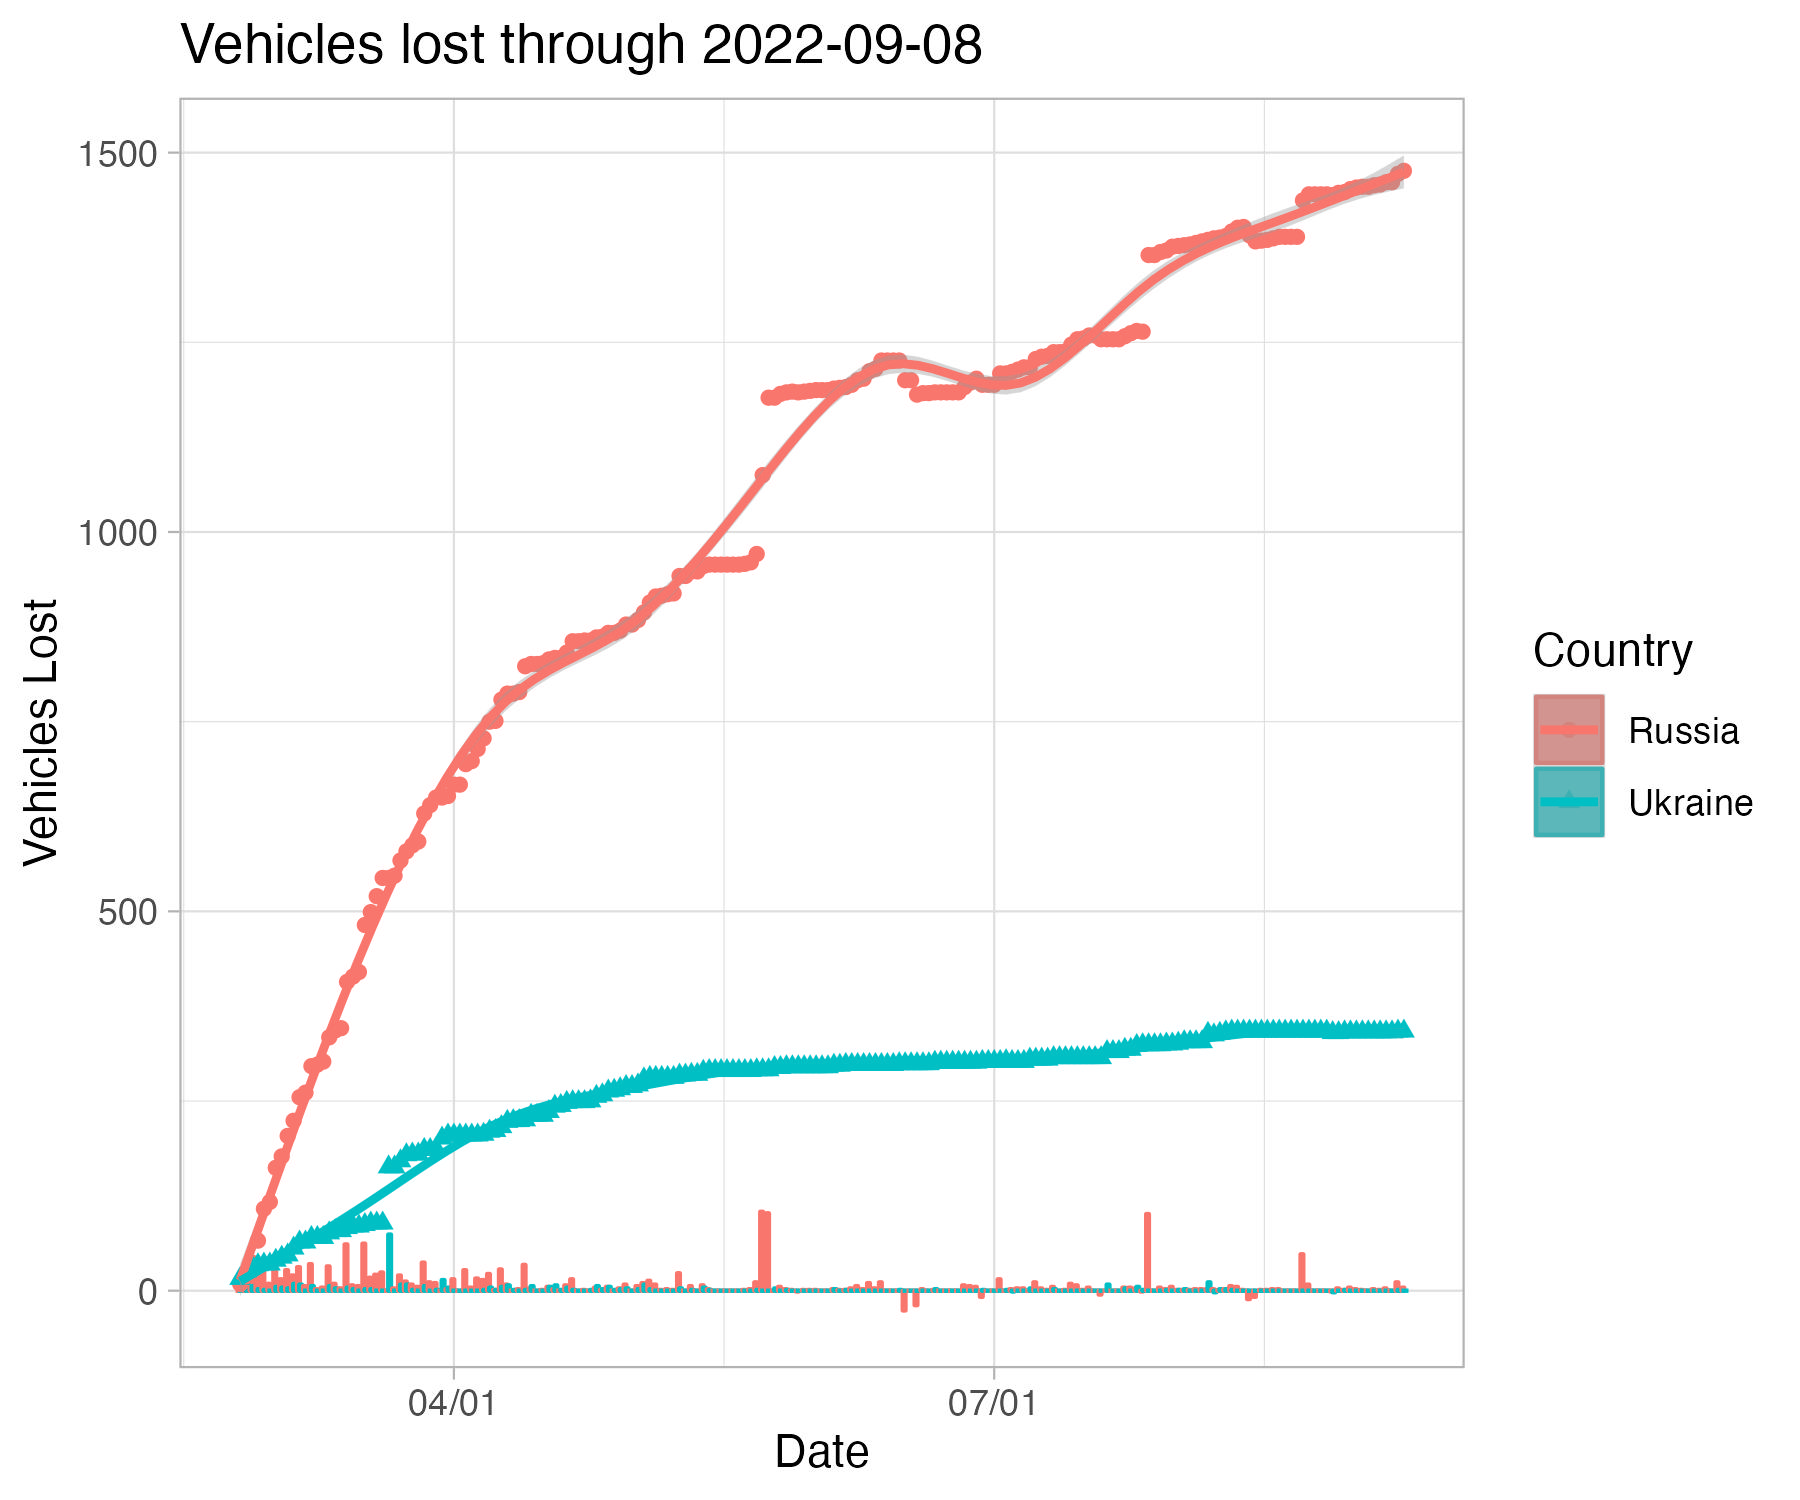 Vehicles lost through 2022-09-08
1500
1000
500
0
Vehicles Lost
04/01
07/01
Date
Country
Russia
Ukraine